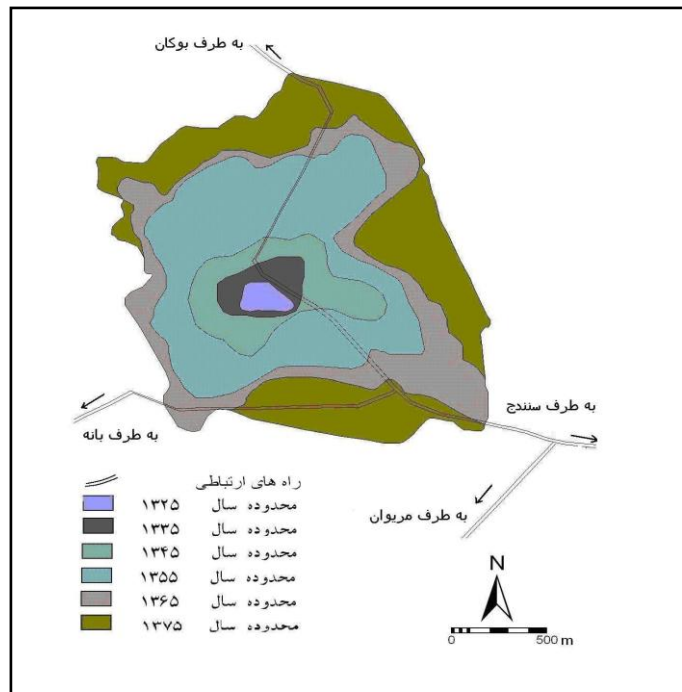 به طرف بوکان
به طرف سنندج
به طرف بانه
به طرف مریوان
راه های ارتباطی
محدوده سال ۱۳۲۵
محدوده سال ۱۳۳۵
محدوده سال ۱۳۴۵
محدوده سال ۱۳۵۵
محدوده سال ۱۳۶۵
محدوده سال ۱۳۷۵
N
0 500 m